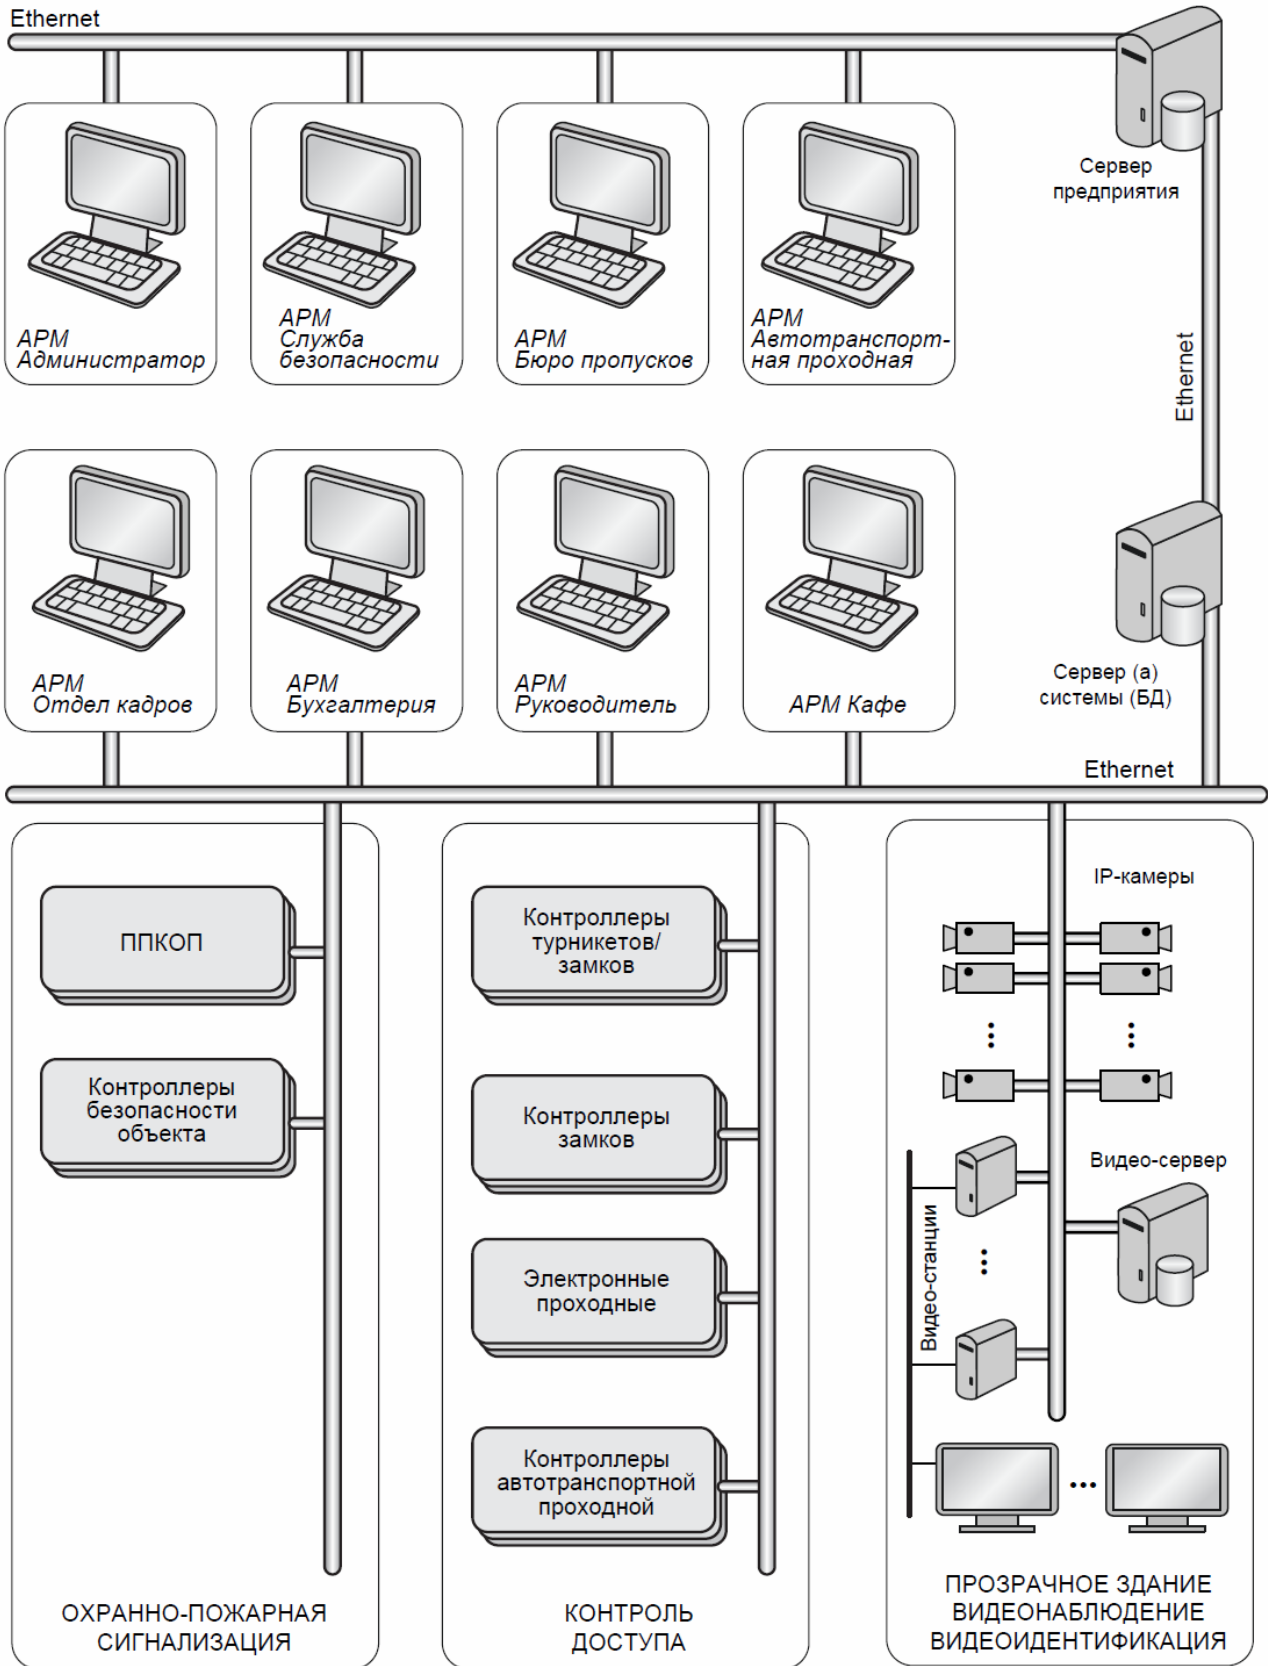 Ethernet
Сервер
предприятия
АРМ
Администратор
АРМ
Служба
безопасности
АРМ
Бюро пропусков
АРМ
Автотранспорт-
ная проходная
Ethernet
АРМ
Отдел кадров
АРМ
Бухгалтерия
АРМ
Руководитель
АРМ Кафе
Сервер (а)
системы (БД)
Ethernet
ППКОП
Контроллеры
безопасности
объекта
ОХРАННО-ПОЖАРНАЯ
СИГНАЛИЗАЦИЯ
Контроллеры
турникетов/
замков
Контроллеры
замков
Электронные
проходные
Контроллеры
автотранспортной
проходной
КОНТРОЛЬ
ДОСТУПА
IP-камеры
Видео-сервер
Видео-станции
ПРОЗРАЧНОЕ ЗДАНИЕ
ВИДЕОНАБЛЮДЕНИЕ
ВИДЕОИДЕНТИФИКАЦИЯ